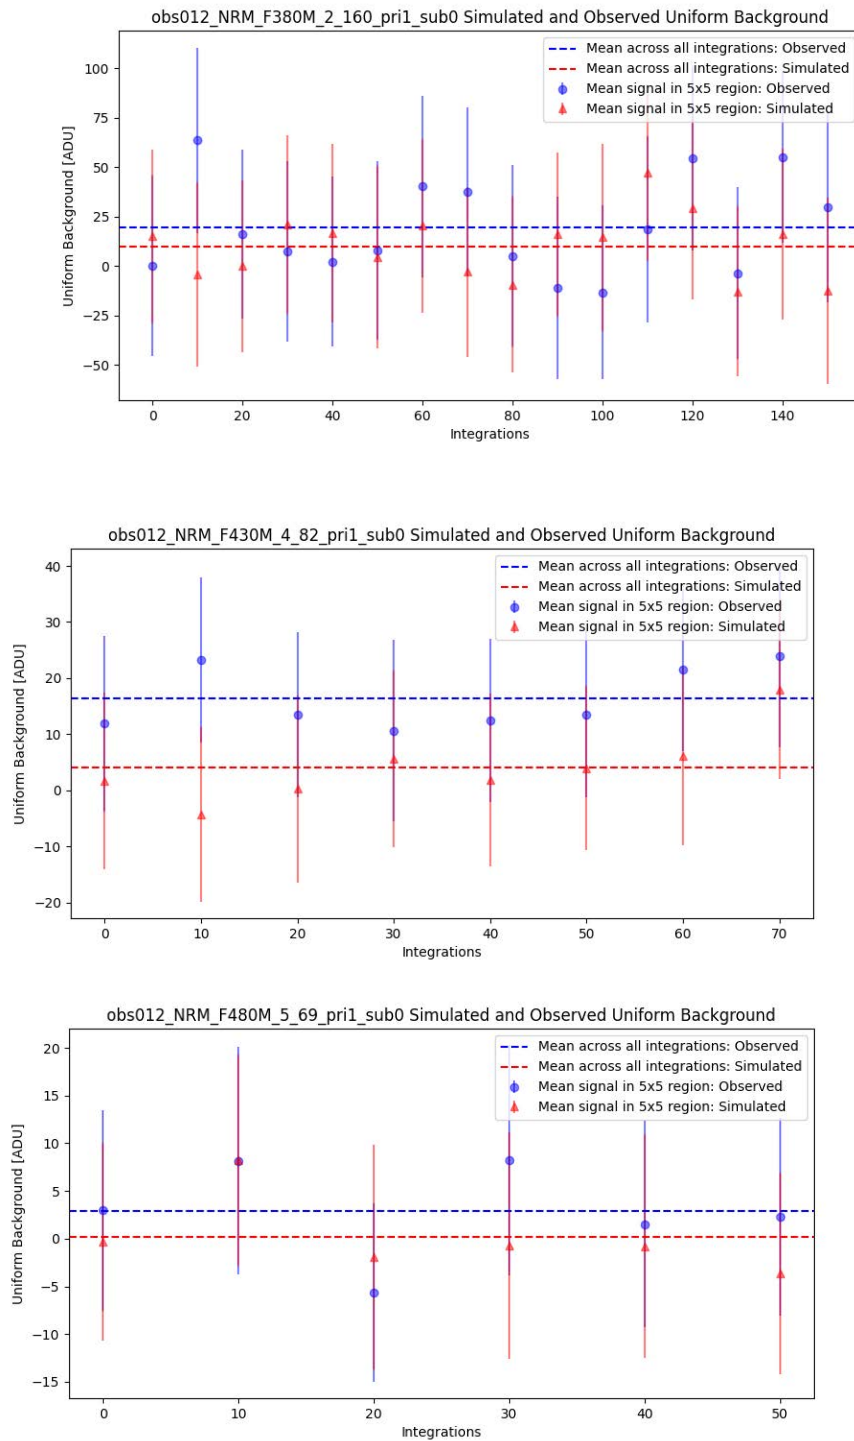 obs012_NRM_F380M_2_160_pri1_sub0 Simulated and Observed Uniform Background
Mean across all integrations: Observed
Mean across all integrations: Simulated
Mean signal in 5x5 region: Observed
Mean signal in 5x5 region: Simulated
Uniform Background [ADU]
100
75
50
25
0
−25
−50
0 20 40 60 80 100 120 140
Integrations
obs012_NRM_F430M_4_82_pri1_sub0 Simulated and Observed Uniform Background
Mean across all integrations: Observed
Mean across all integrations: Simulated
Mean signal in 5x5 region: Observed
Mean signal in 5x5 region: Simulated
Uniform Background [ADU]
40
30
20
10
0
−10
−20
0 10 20 30 40 50 60 70
Integrations
obs012_NRM_F480M_5_69_pri1_sub0 Simulated and Observed Uniform Background
Mean across all integrations: Observed
Mean across all integrations: Simulated
Mean signal in 5x5 region: Observed
Mean signal in 5x5 region: Simulated
Uniform Background [ADU]
20
15
10
5
0
−5
−10
−15
0 10 20 30 40 50
Integrations